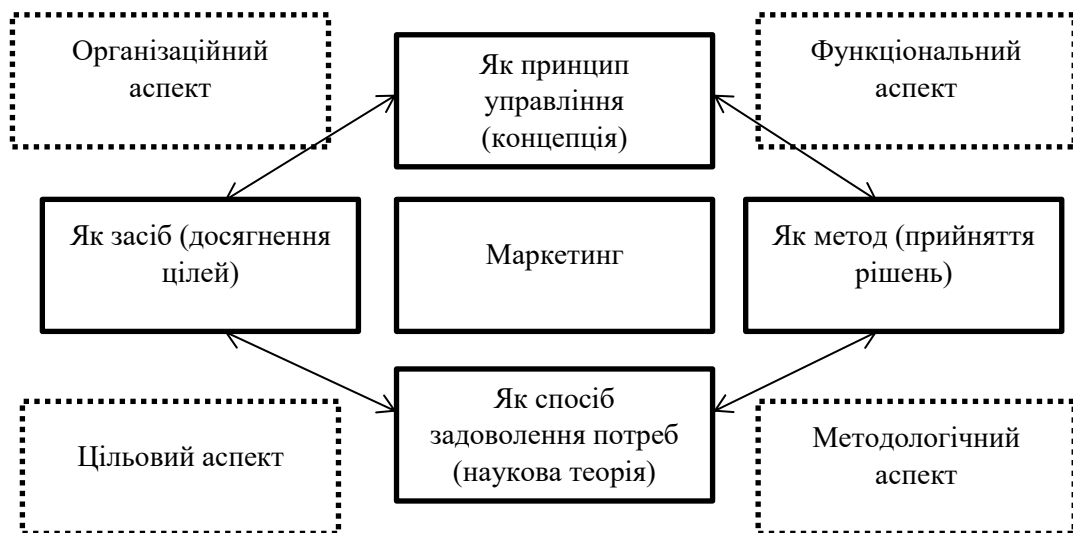 Організаційний
аспект
Як принцип
управління
(концепція)
Функціональний
аспект
Як засіб (досягнення
цілей)
Маркетинг
Як метод (прийняття
рішень)
Цільовий аспект
Як спосіб
задоволення потреб
(наукова теорія)
Методологічний
аспект